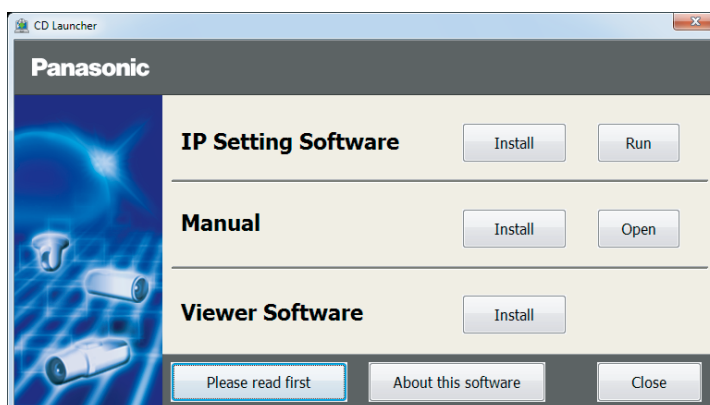 CD Launcher
Panasonic
IP Setting Software Install Run
Manual Install Open
Viewer Software Install
Please read first About this software Close